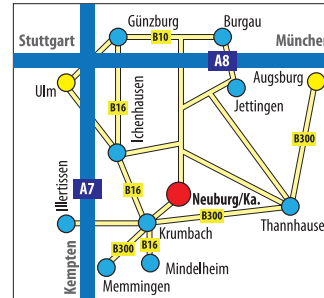 Günzburg
Burgau
Stuttgart
B10
München
A8
Augsburg
Ulm
B16
Jettingen
Ichenhausen
B300
Illertissen
A7
B16
Neuburg/Ka.
B300
Thannhause
Krumbach
Kempten
B300
B16
Mindelheim
Memmingen